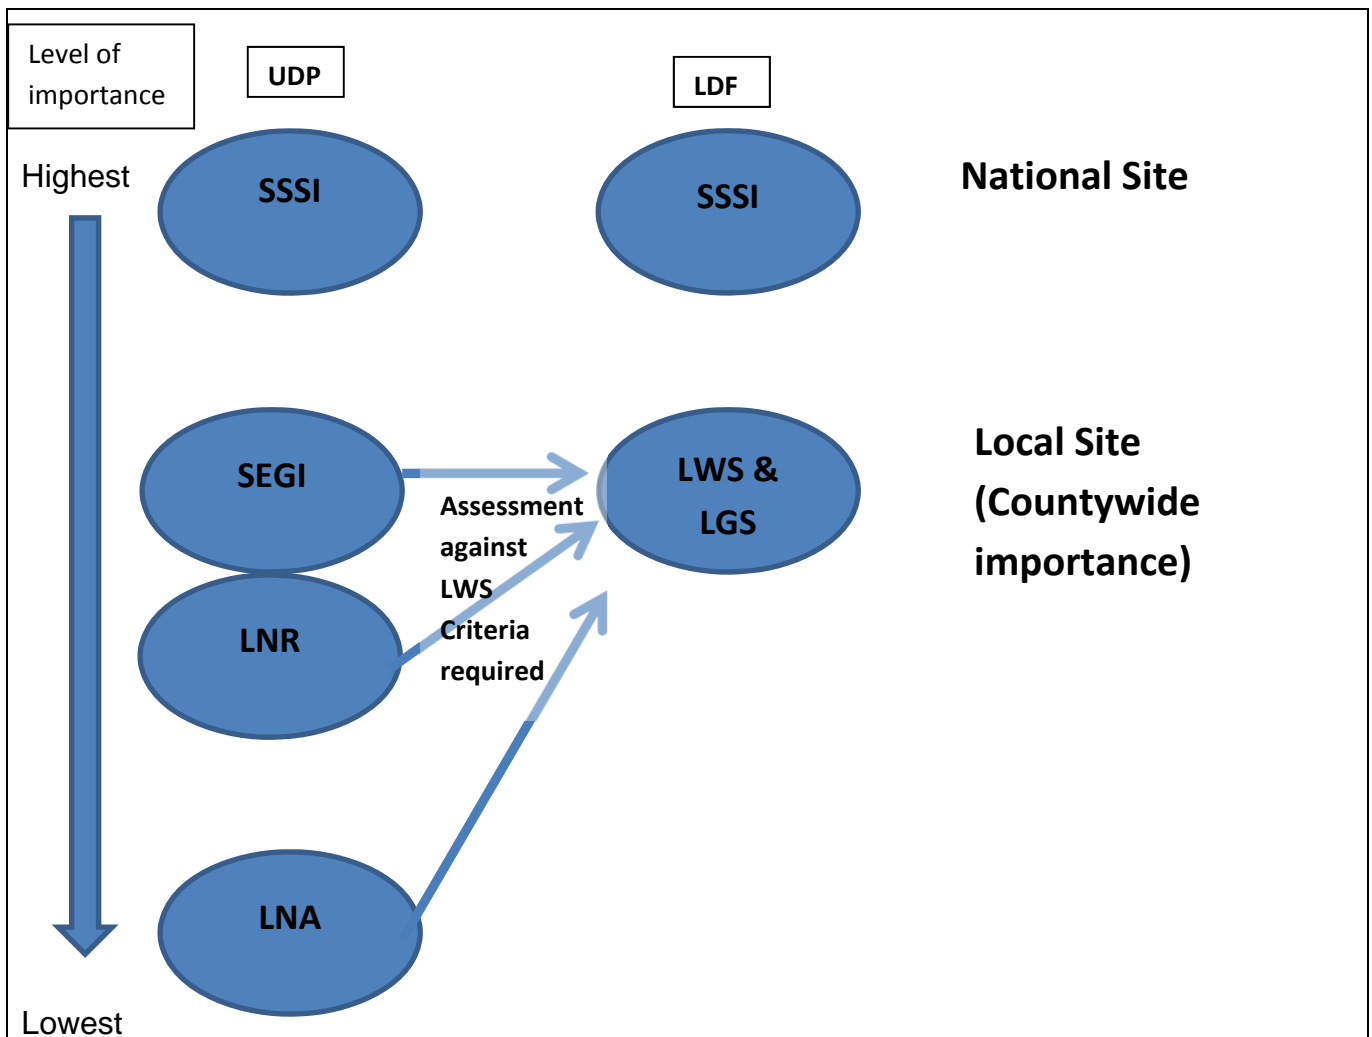 Level of
importance
UDP
LDF
Highest
SSSI
SSSI
National Site
SEGI
LWS &
LGS
Local Site
(Countywide
importance)
Assessment
against
LWS
Criteria
required
LNR
LNA
Lowest